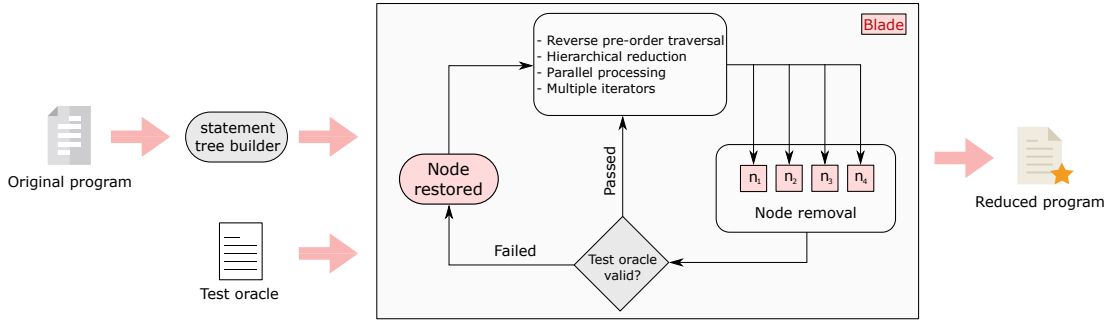 Blade
- Reverse pre-order traversal
- Hierarchical reduction
- Parallel processing
- Multiple iterators
statement
tree builder
Original program
Node
restored
Passed
n1 n2 n3 n4
Node removal
Reduced program
Failed
Test oracle
valid?
Test oracle